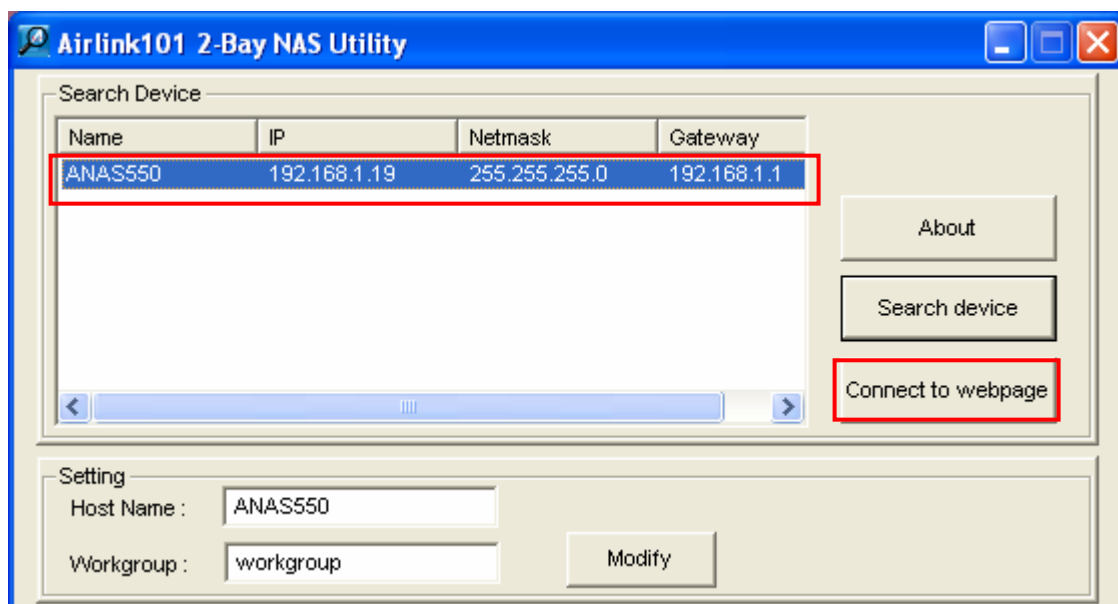 Airlink101 2-Bay NAS Utility
Search Device
Name IP Netmask Gateway
ANAS550 192.168.1.19 255.255.255.0 192.168.1.1
About
Search device
Connect to webpage
Setting
Host Name : ANAS550
Workgroup : workgroup
Modify